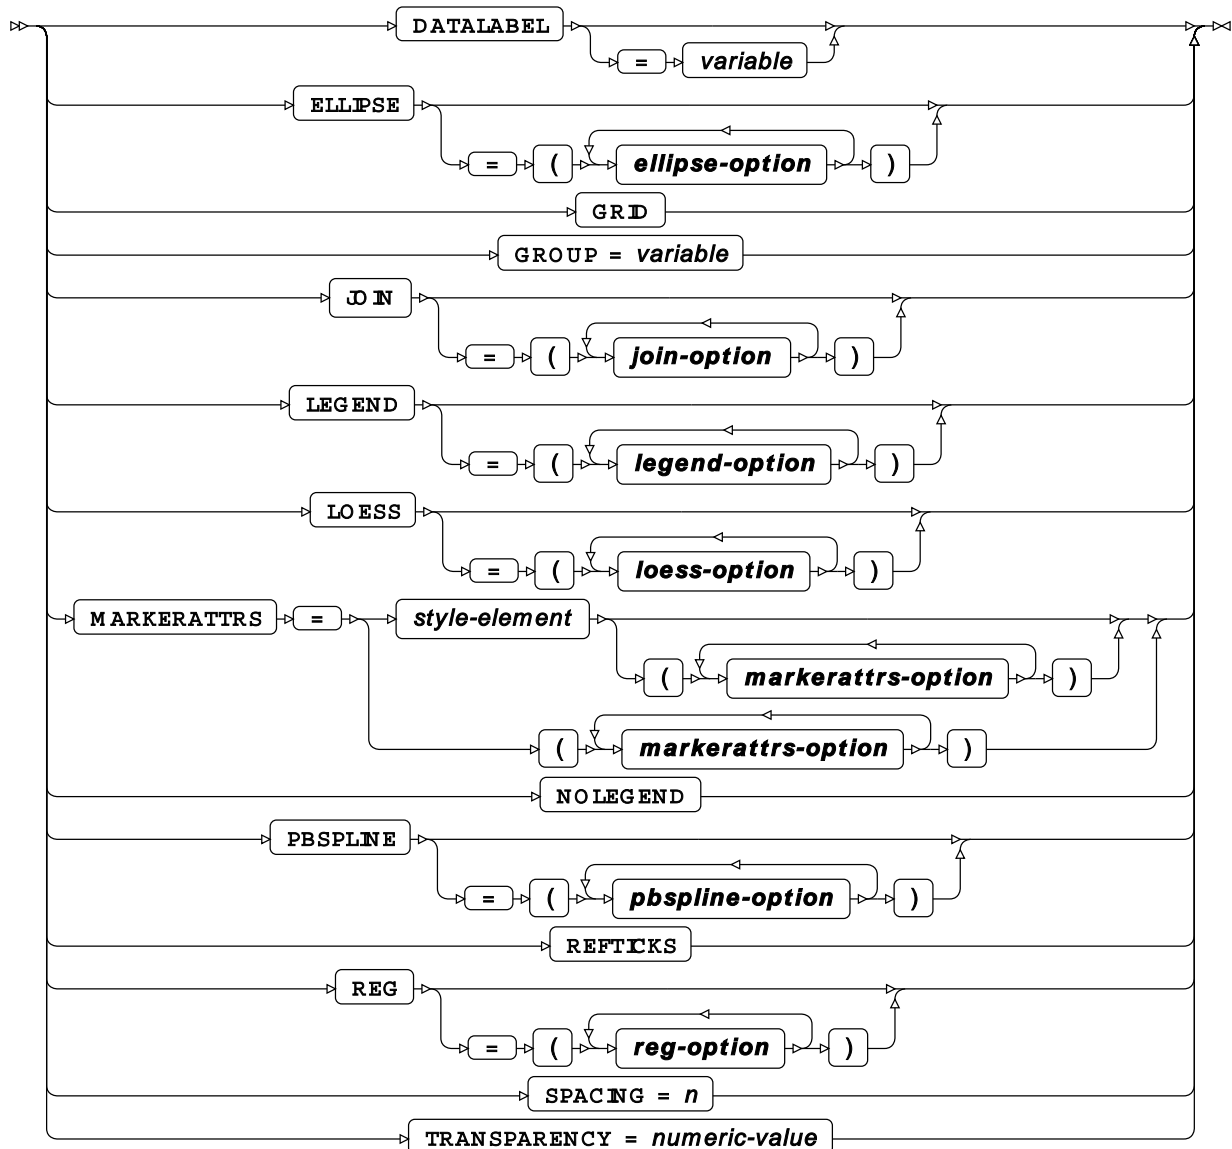 DATALABEL
= variable
ELLIPSE
= ( ellipse-option )
GRID
GROUP = variable
JOIN
= ( join-option )
LEGEND
= ( legend-option )
LOESS
= ( loess-option )
MARKERATTRS = style-element
( markerattrs-option )
( markerattrs-option )
NOLEGEND
PBSPLINE
= ( pbspline-option )
REFTICKS
REG
= ( reg-option )
SPACING = n
TRANSPARENCY = numeric-value